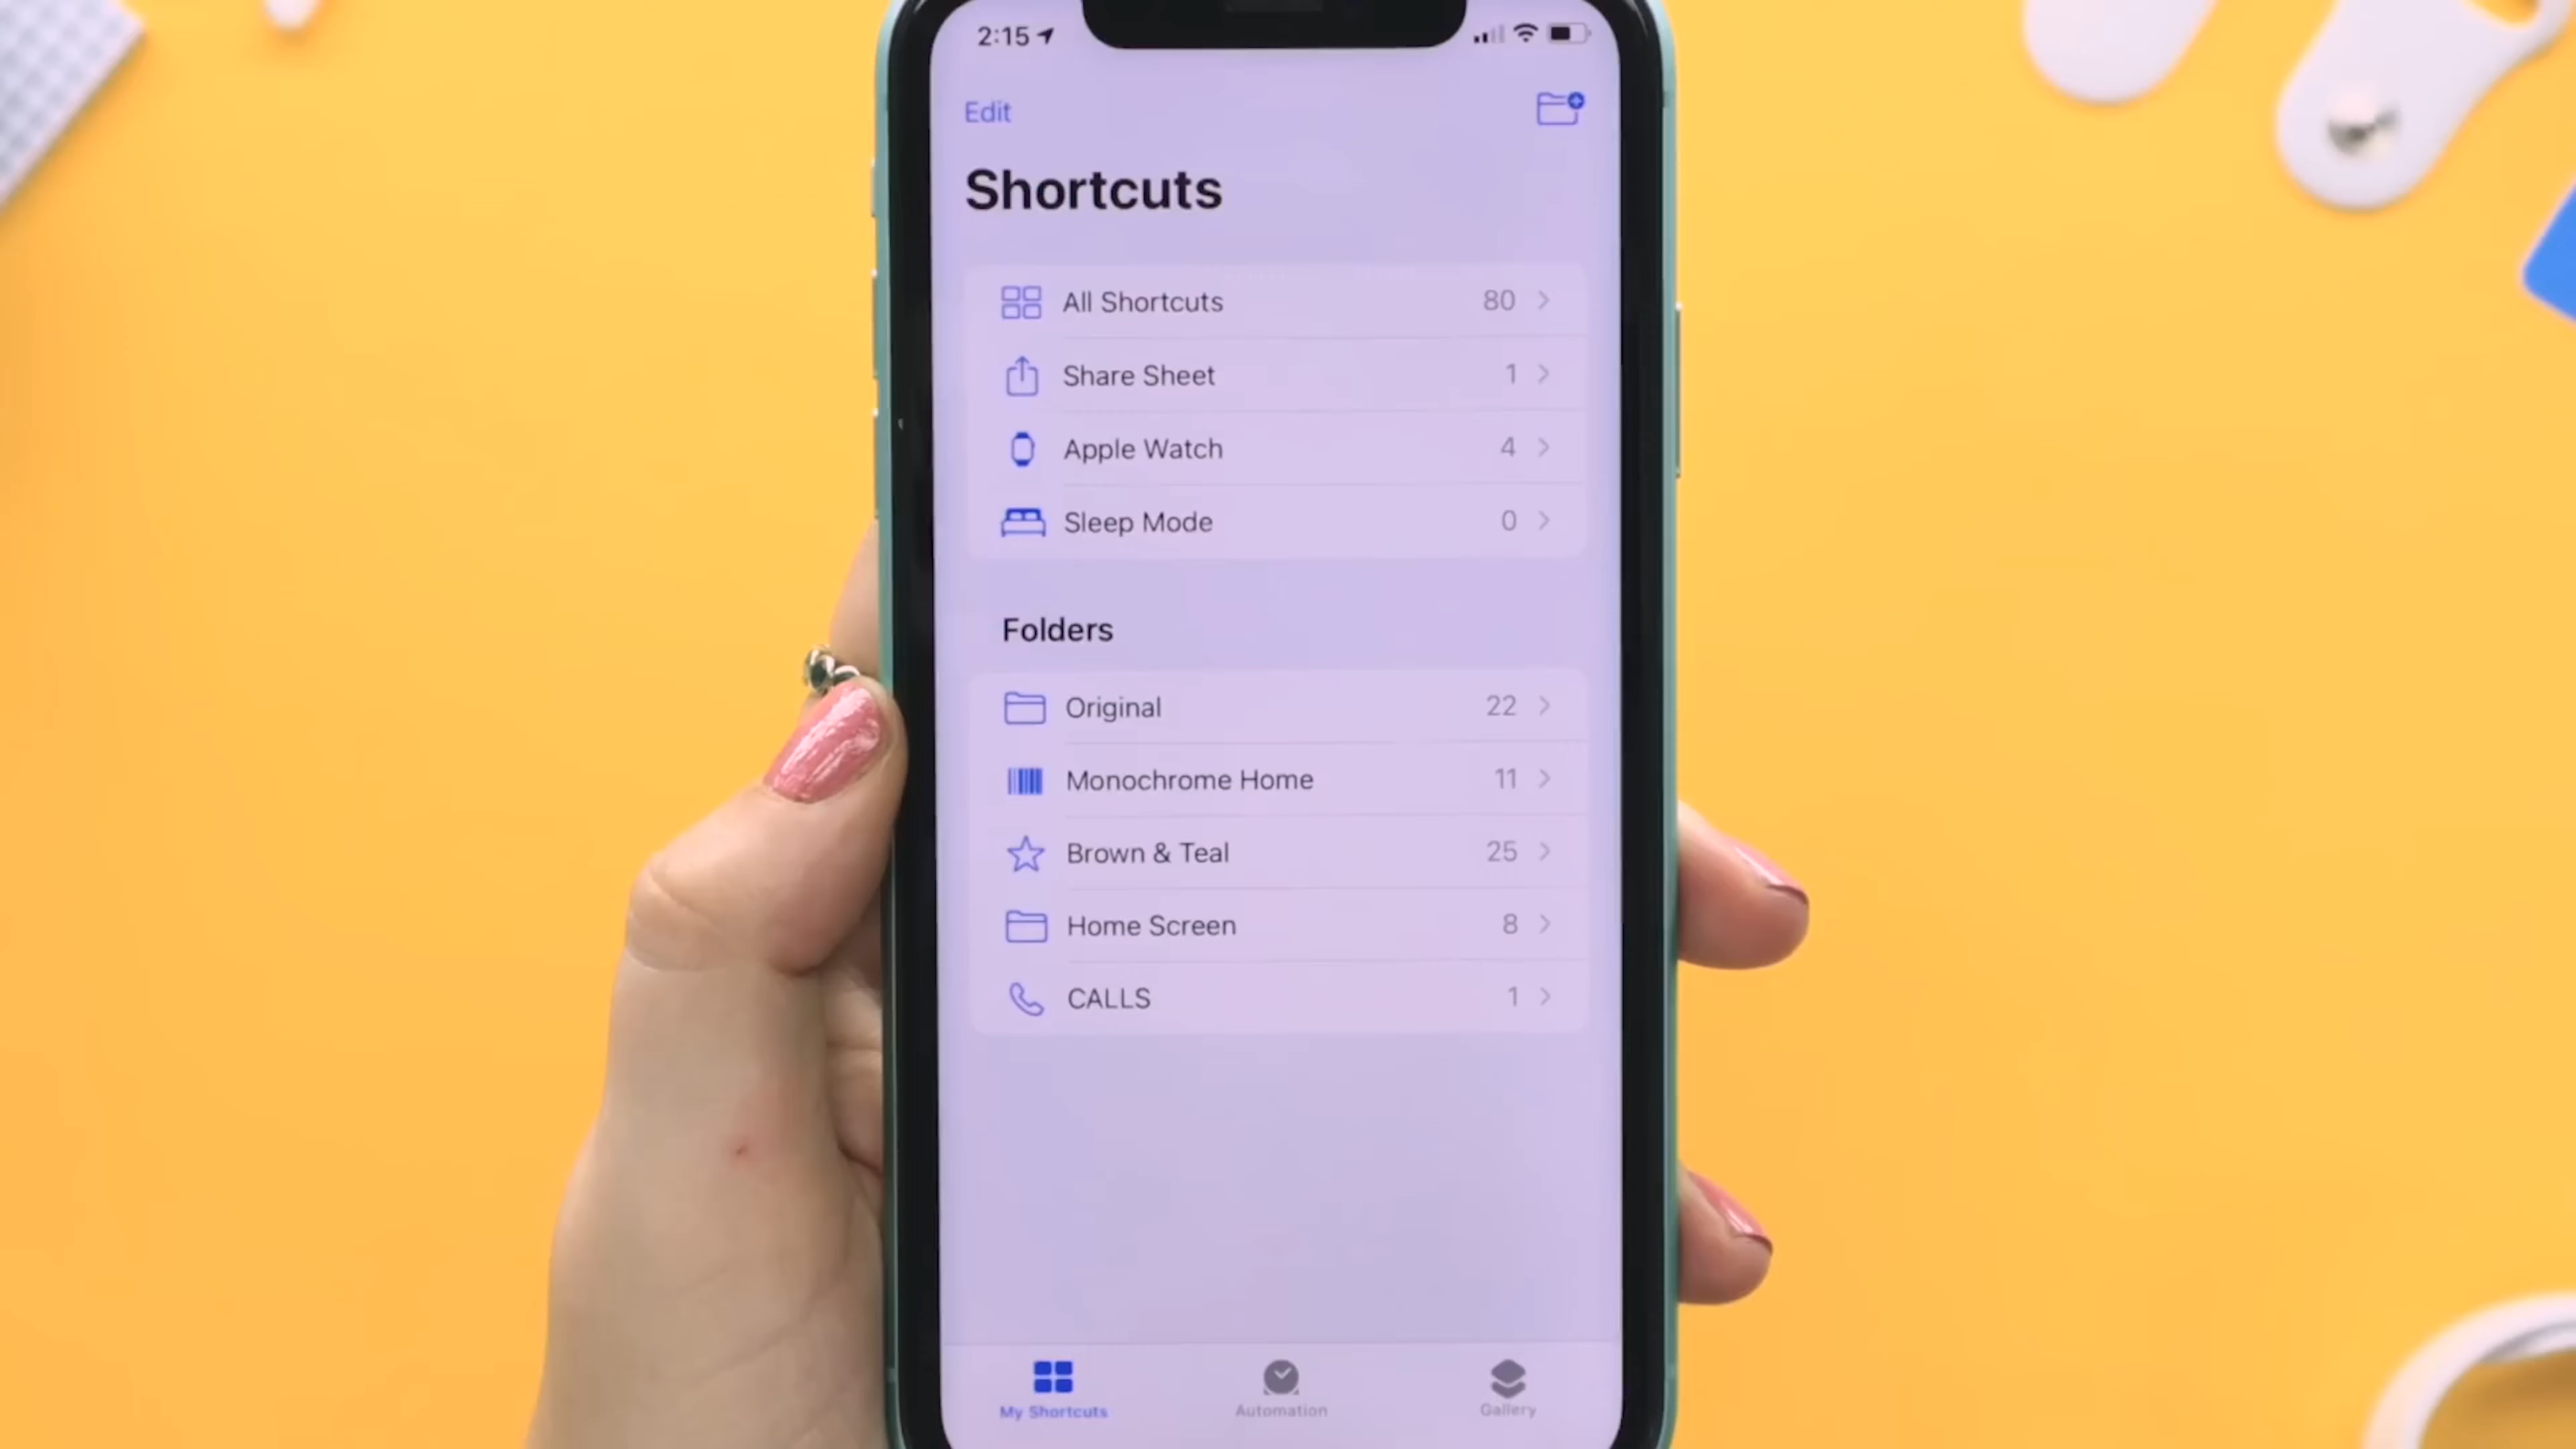 2:15
Edit
Shortcuts
All Shortcuts 80
Share Sheet 1
Apple Watch 4
Sleep Mode 0
Folders
Original 22
Monochrome Home 11
Brown & Teal 25
Home Screen 8
CALLS 1
My Shortcuts Automation Gallery